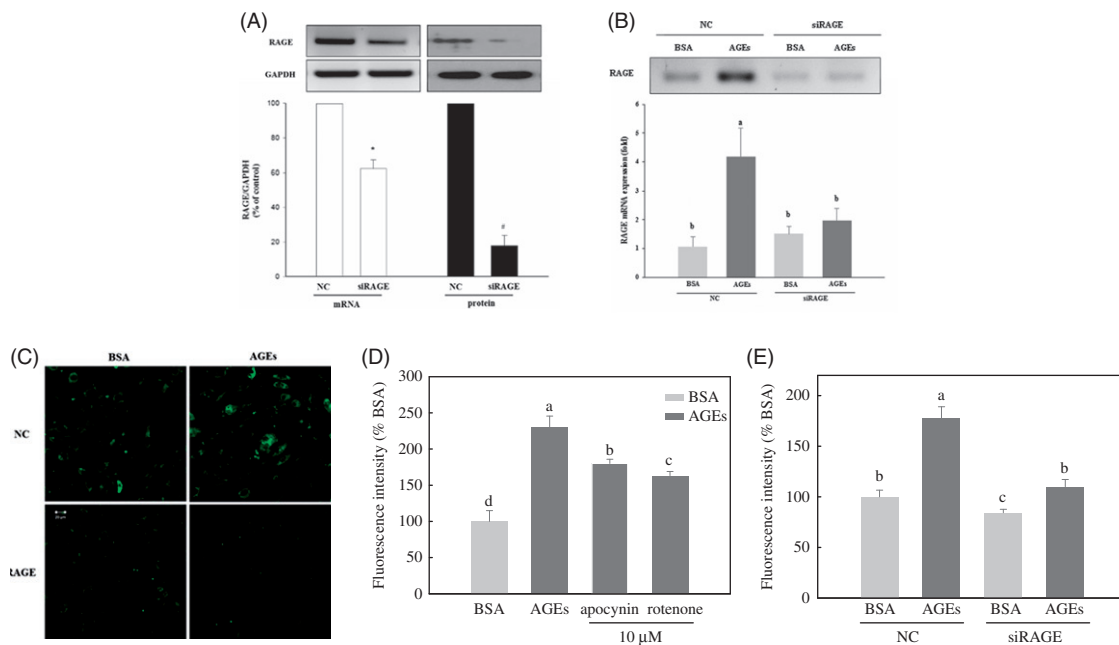 (A)
RAGE
GAPDH
100
80
60
40
20
0
RAGE/GAPDH
(% of control)
*
#
NC siRAGE NC siRAGE
mRNA protein
(B)
NC siRAGE
BSA AGEs BSA AGEs
RAGE
6
5
4
3
2
1
0
RAGE mRNA expression (fold)
b a b b
BSA AGEs BSA AGEs
NC siRAGE
(C)
BSA AGEs
NC
RAGE
(D)
300
250
200
150
100
50
0
Fluorescence intensity (% BSA)
BSA
AGEs
d a b c
BSA AGEs apocynin rotenone
10 μM
(E)
200
150
100
50
0
Fluorescence intensity (% BSA)
b a c b
BSA AGEs BSA AGEs
NC siRAGE